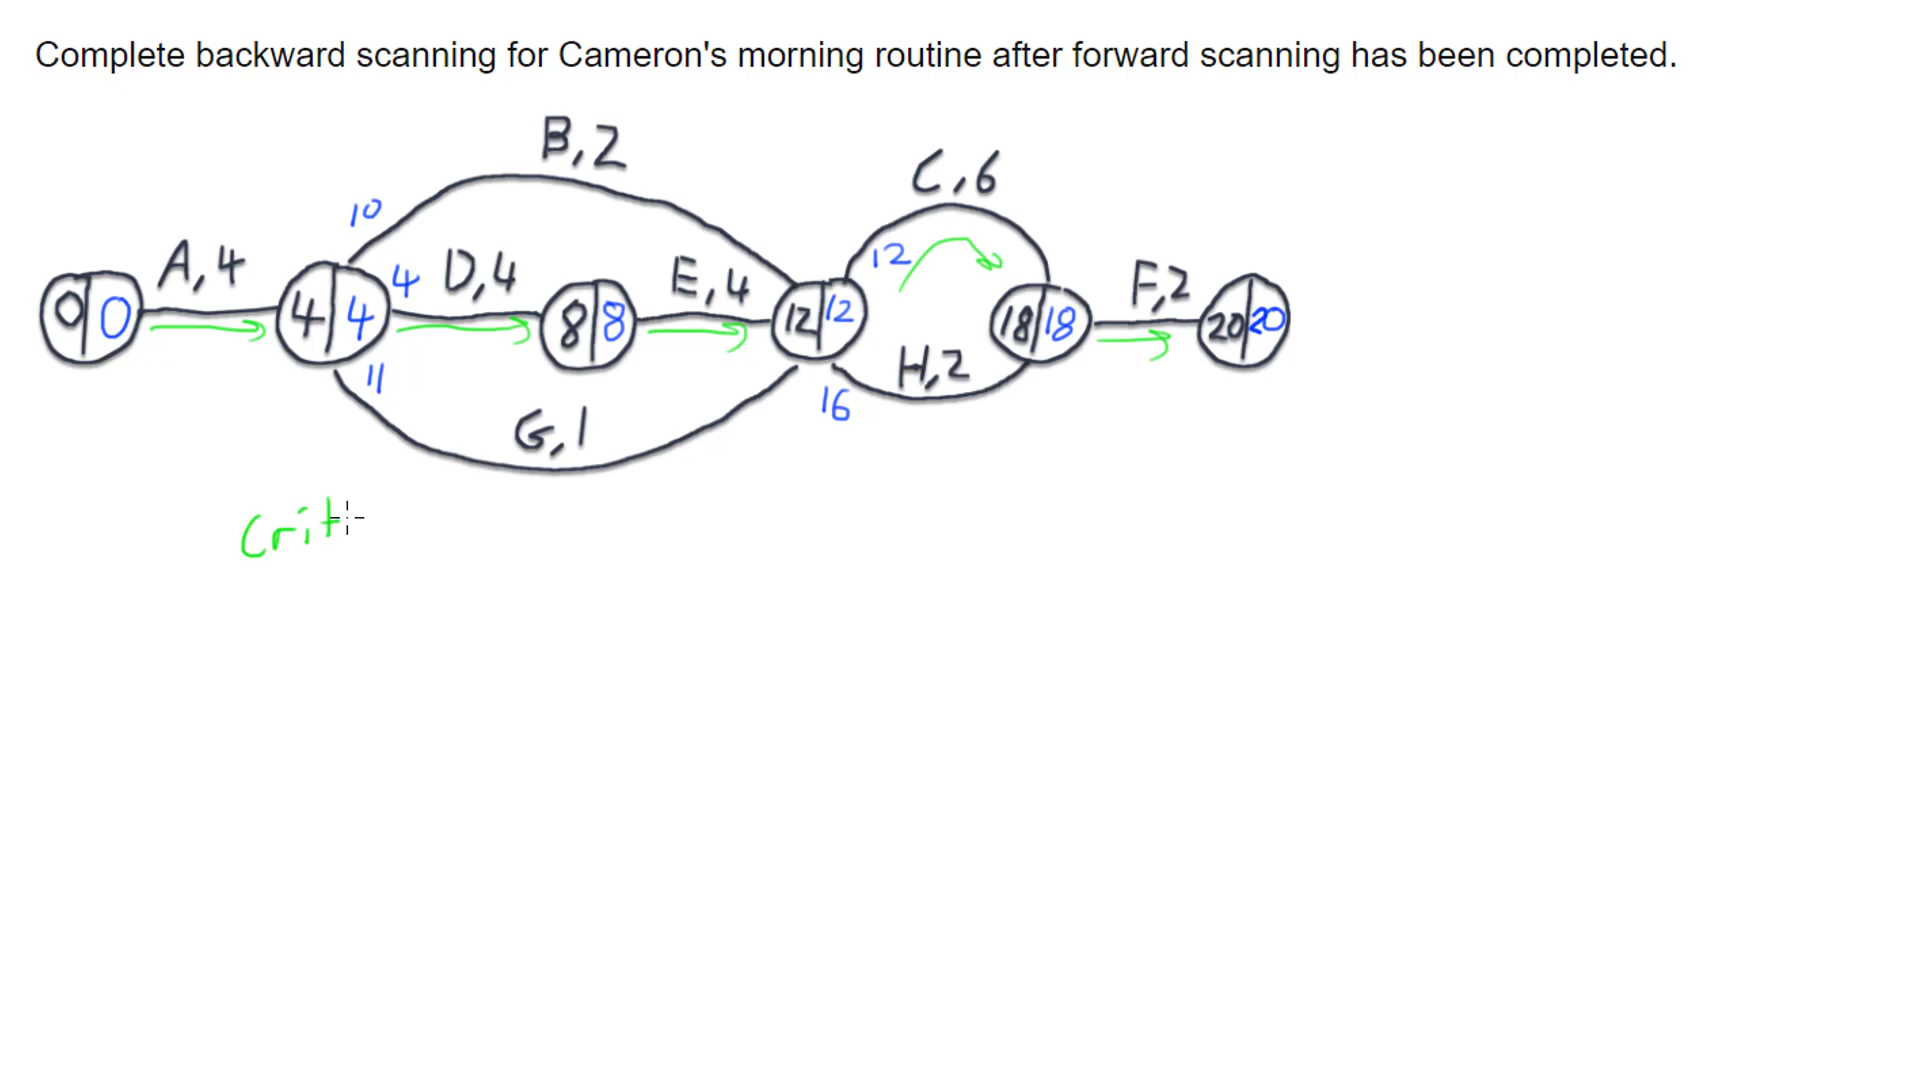 Complete backward scanning for Cameron's morning routine after forward scanning has been completed.
B,2
C,6
10
A,4
4
D,4
E,4
12
F,2
0 0
4 4
8 8
12 12
18 18
20 20
11
H,2
16
G,1
Crit